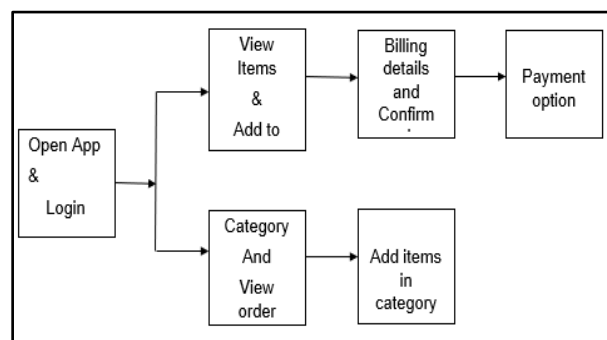 Open App
&
Login
View
Items
&
Add to
Billing
details
and
Confirm
Payment
option
Category
And
View
order
Add items
in
category